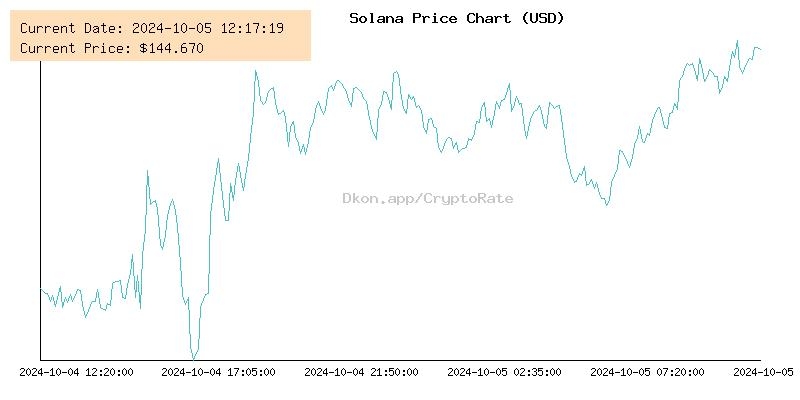 Solana Price Chart (USD)
Current Date: 2024-10-05 12:17:19
Current Price: $144.670
Dkon.app/CryptoRate
2024-10-04 12:20:00
2024-10-04 17:05:00
2024-10-04 21:50:00
2024-10-05 02:35:00
2024-10-05 07:20:00
2024-10-05